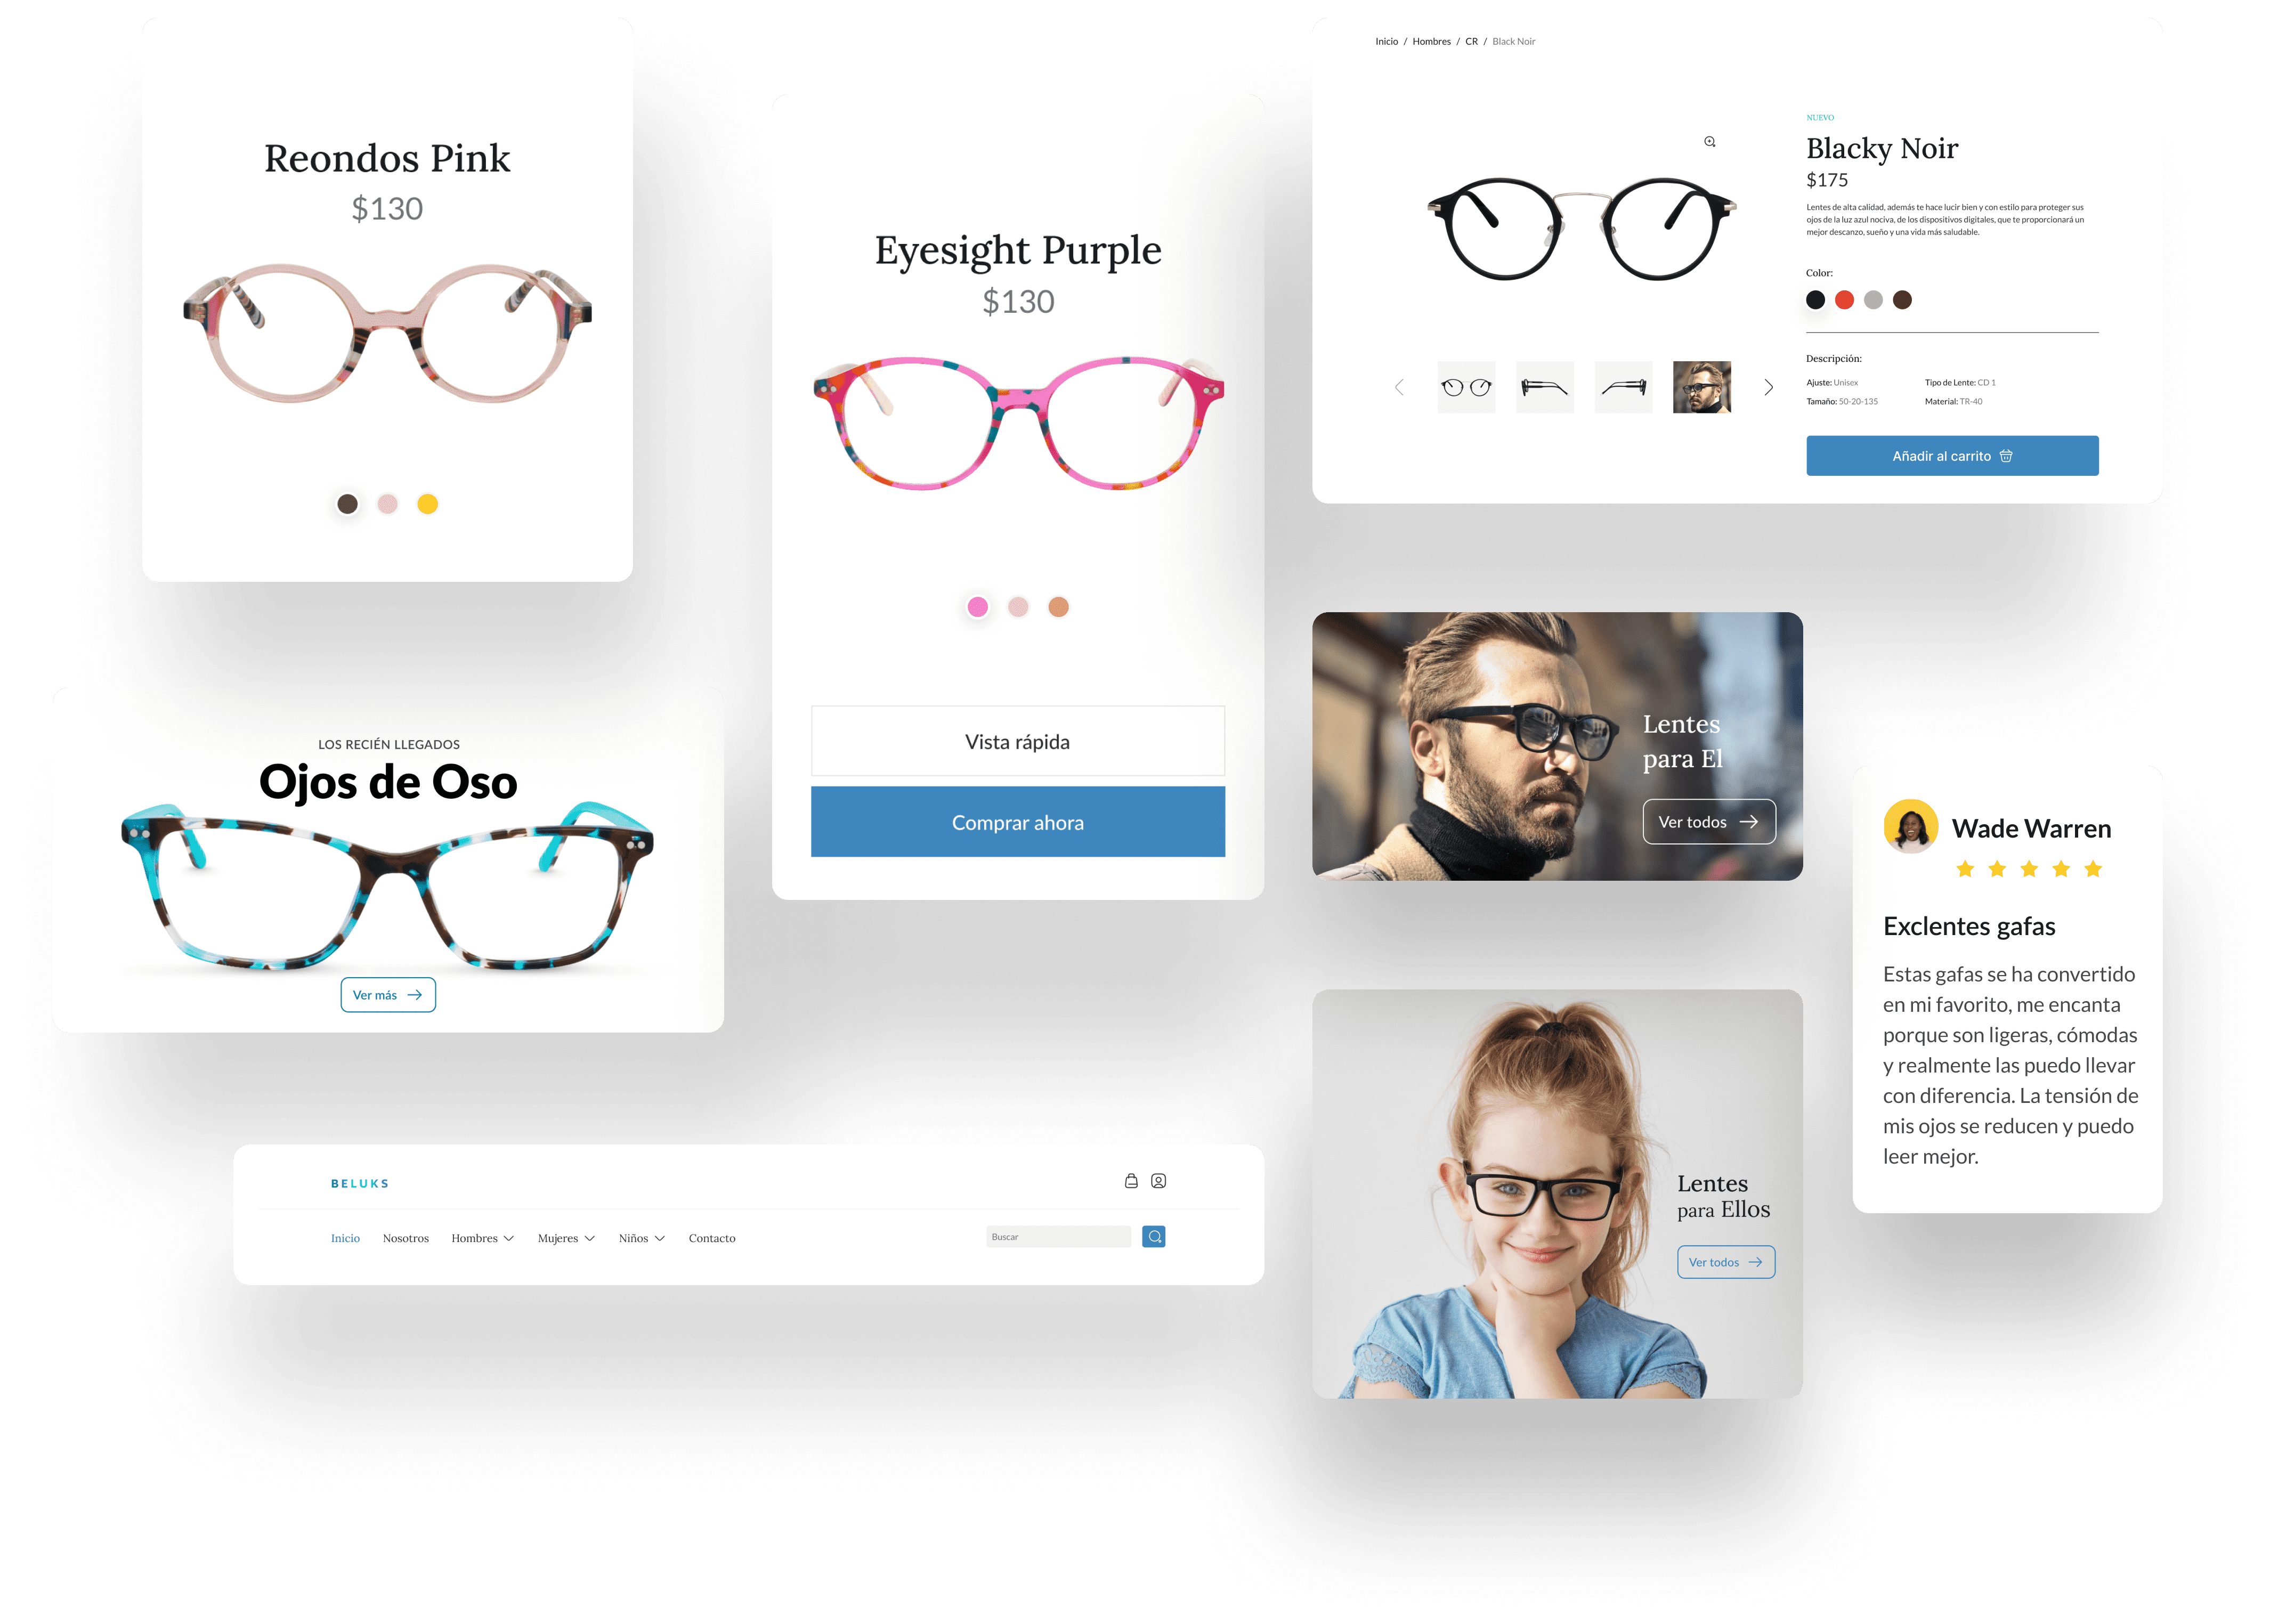 Reondos Pink
$130
Eyesight Purple
$130
Vista rápida
Comprar ahora
Inicio / Hombres / CR / Black Noir
NUEVO
Blacky Noir
$175
Lentes de alta calidad, además te hace lucir bien y con estilo para proteger sus
ojos de la luz azul nociva, de los dispositivos digitales, que te proporcionará un
mejor descanzo, sueño y una vida más saludable.
Color:
Descripción:
Ajuste: Unisex
Tipo de Lente: CD 1
Tamaño: 50-20-135
Material: TR-40
Añadir al carrito
LOS RECIÉN LLEGADOS
Ojos de Oso
Ver más
Lentes
para El
Ver todos
Wade Warren
Exclentes gafas
Estas gafas se ha convertido
en mi favorito, me encanta
porque son ligeras, cómodas
y realmente las puedo llevar
con diferencia. La tensión de
mis ojos se reducen y puedo
leer mejor.
Lentes
para Ellos
Ver todos
BELUKS
Inicio
Nosotros
Hombres
Mujeres
Niños
Contacto
Buscar